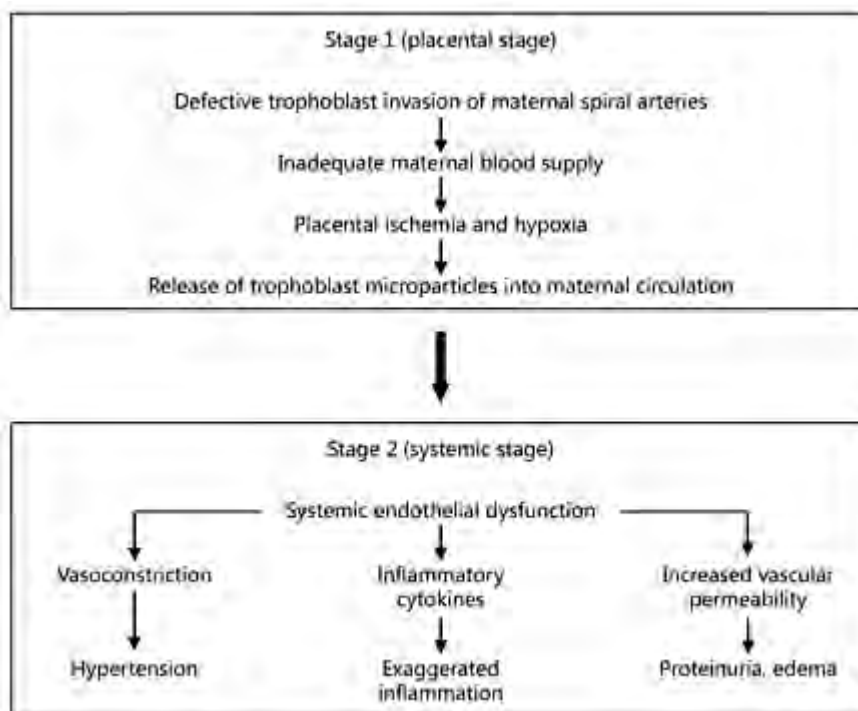 Stage 1 (placental stage)
Defective trophoblast invasion of maternal spiral arteries
Inadequate maternal blood supply
Placental ischemia and hypoxia
Release of trophoblast microparticles into maternal circulation
Stage 2 (systemic stage)
Systemic endothelial dysfunction
Vasoconstriction
Inflammatory
cytokines
Increased vascular
permeability
Hypertension
Exaggerated
inflammation
Proteinuria, edema